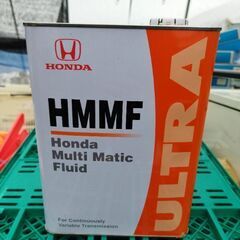 HONDA
HMMF
Honda
Multi Matic
Fluid
For Continuously
Variable Transmission
ULTRA